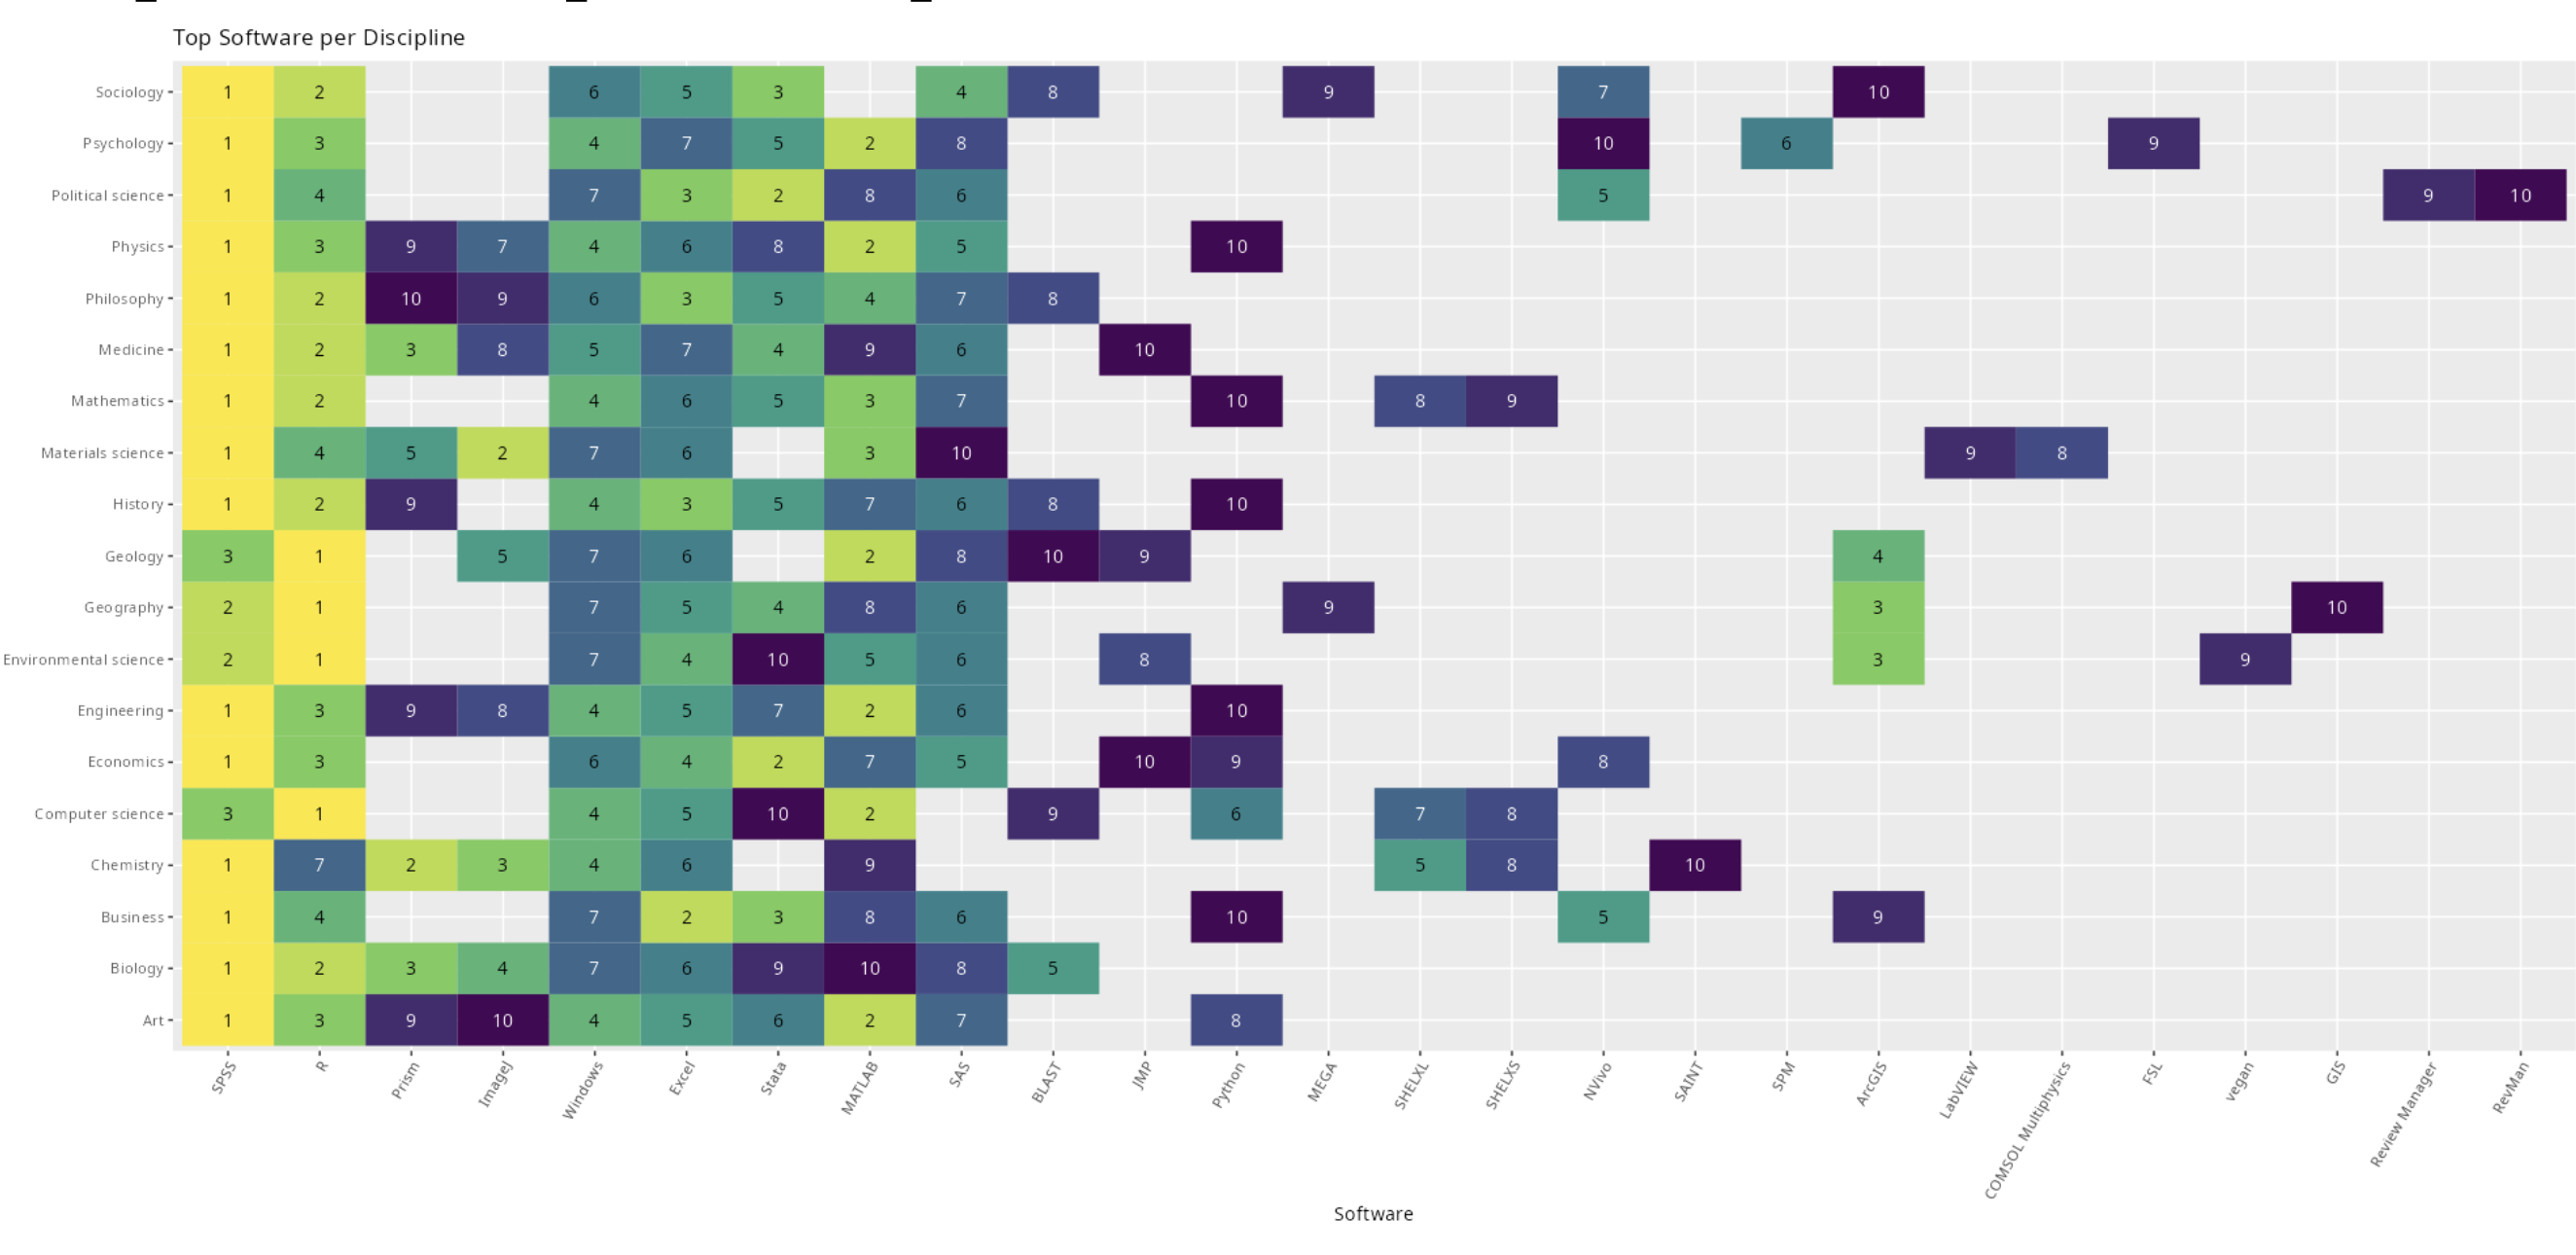 Top Software per Discipline
Sociology 1 2 6 5 3 4 8 9 7 10
Psychology 1 3 4 7 5 2 8 10 6 9
Political science 1 4 7 3 2 8 6 5 9 10
Physics 1 3 9 7 4 6 8 2 5 10
Philosophy 1 2 10 9 6 3 5 4 7 8
Medicine 1 2 3 8 5 7 4 9 6 10
Mathematics 1 2 4 6 5 3 7 10 8 9
Materials science 1 4 5 2 7 6 3 10 9 8
History 1 2 9 4 3 5 7 6 8 10
Geology 3 1 5 7 6 2 8 10 9 4
Geography 2 1 7 5 4 8 6 9 3 10
Environmental science 2 1 7 4 10 5 6 8 3 9
Engineering 1 3 9 8 4 5 7 2 6 10
Economics 1 3 6 4 2 7 5 10 9 8
Computer science 3 1 4 5 10 2 9 6 7 8
Chemistry 1 7 2 3 4 6 9 5 8 10
Business 1 4 7 2 3 8 6 10 5 9
Biology 1 2 3 4 7 6 9 10 8 5
Art 1 3 9 10 4 5 6 2 7 8
SPSS R Prism ImageJ Windows Excel Stata MATLAB SAS BLAST JMP Python MEGA SHELXL SHELXS NVivo SAINT SPM ArcGIS LabVIEW COMSOL Multiphysics FSL vegan GIS Review Manager RevMan
Software